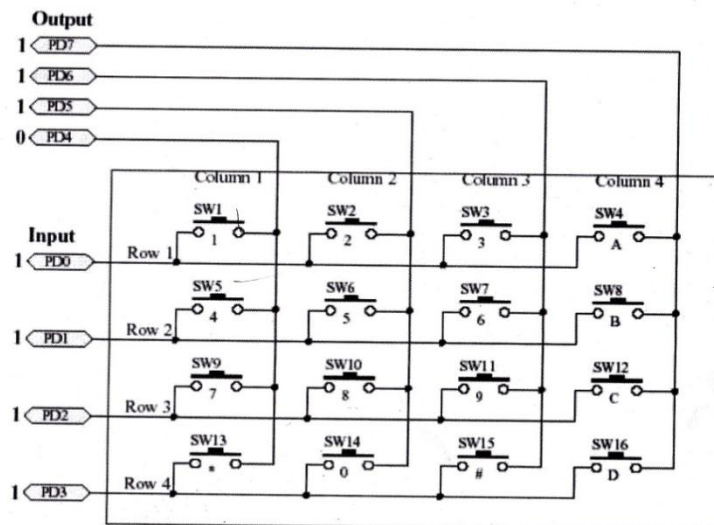 Output
1 PD7
1 PD6
1 PD5
0 PD4
Column 1 Column 2 Column 3 Column 4
SW1 SW2 SW3 SW4
Input
1 2 3 A
1 PD0 Row 1
SW5 SW6 SW7 SW8
4 5 6 B
1 PD1 Row 2
SW9 SW10 SW11 SW12
7 8 9 C
1 PD2 Row 3
SW13 SW14 SW15 SW16
* 0 # D
1 PD3 Row 4